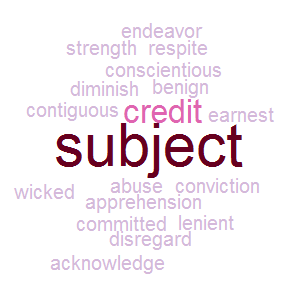 endeavor
strength respite
conscientious
diminish benign
contiguous credit earnest
subject
wicked abuse conviction
apprehension
committed lenient
disregard
acknowledge